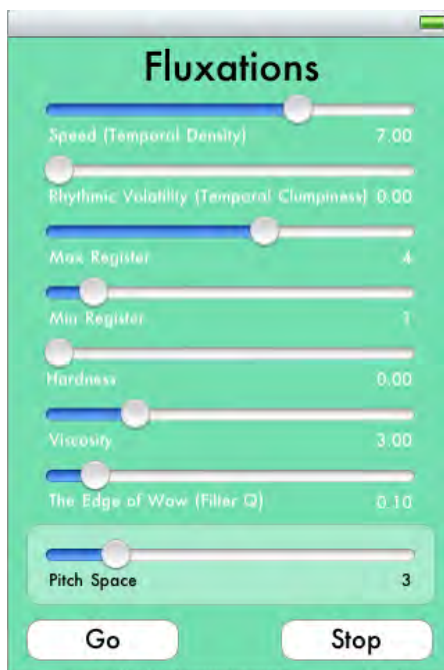 Fluxations
Speed (Temporal Density) 7.00
Rhythmic Volatility (Temporal Clumpiness) 0.00
Max Register 4
Min Register 1
Hardness 0.00
Viscosity 3.00
The Edge of Wow (Filter Q) 0.10
Pitch Space 3
Go Stop